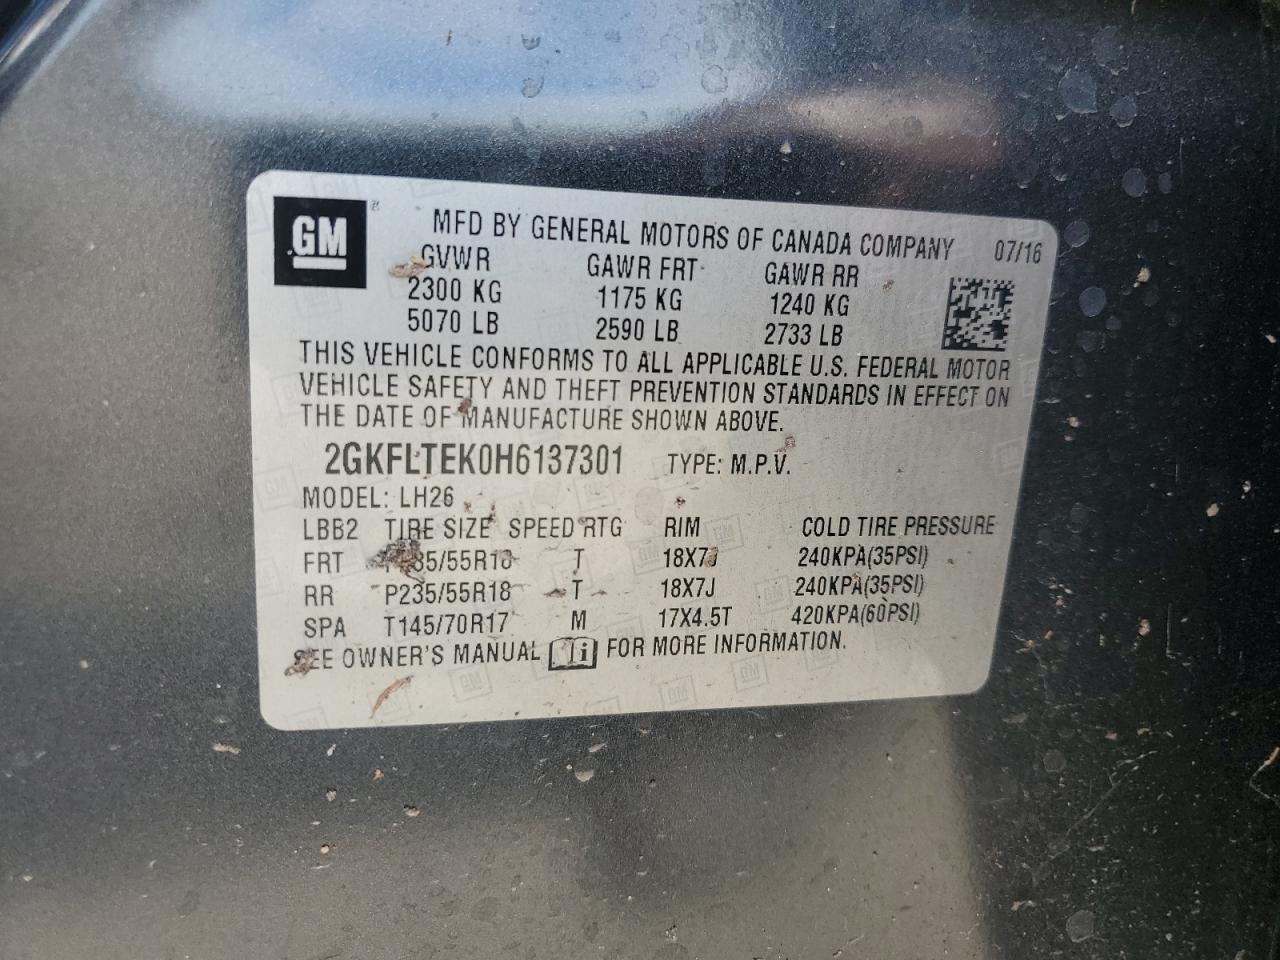 GM ®
MFD BY GENERAL MOTORS OF CANADA COMPANY 07/16
GVWR GAWR FRT GAWR RR
2300 KG 1175 KG 1240 KG
5070 LB 2590 LB 2733 LB
THIS VEHICLE CONFORMS TO ALL APPLICABLE U.S. FEDERAL MOTOR
VEHICLE SAFETY AND THEFT PREVENTION STANDARDS IN EFFECT ON
THE DATE OF MANUFACTURE SHOWN ABOVE.
2GKFLTEK0H6137301 TYPE: M.P.V.
MODEL: LH26
LBB2 TIRE SIZE SPEED RTG RIM COLD TIRE PRESSURE
FRT T 18X7J 240KPA(35PSI)
RR P235/55R18 T 18X7J 240KPA(35PSI)
SPA T145/70R17 M 17X4.5T 420KPA(60PSI)
SEE OWNER'S MANUAL i FOR MORE INFORMATION.